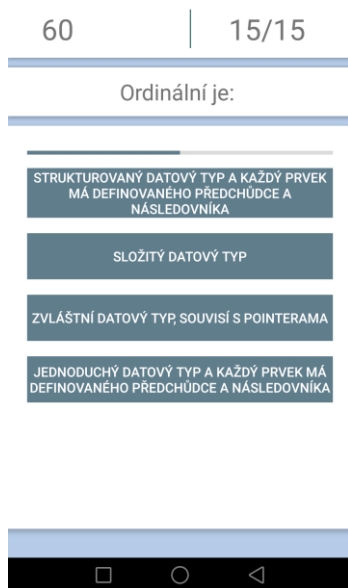 60
15/15
Ordinální je:
STRUKTUROVANÝ DATOVÝ TYP A KAŽDÝ PRVEK
MÁ DEFINOVANÉHO PŘEDCHŮDCE A
NÁSLEDOVNÍKA
SLOŽITÝ DATOVÝ TYP
ZVLÁŠTNÍ DATOVÝ TYP, SOUVISÍ S POINTERAMA
JEDNODUCHÝ DATOVÝ TYP A KAŽDÝ PRVEK MÁ
DEFINOVANÉHO PŘEDCHŮDCE A NÁSLEDOVNÍKA